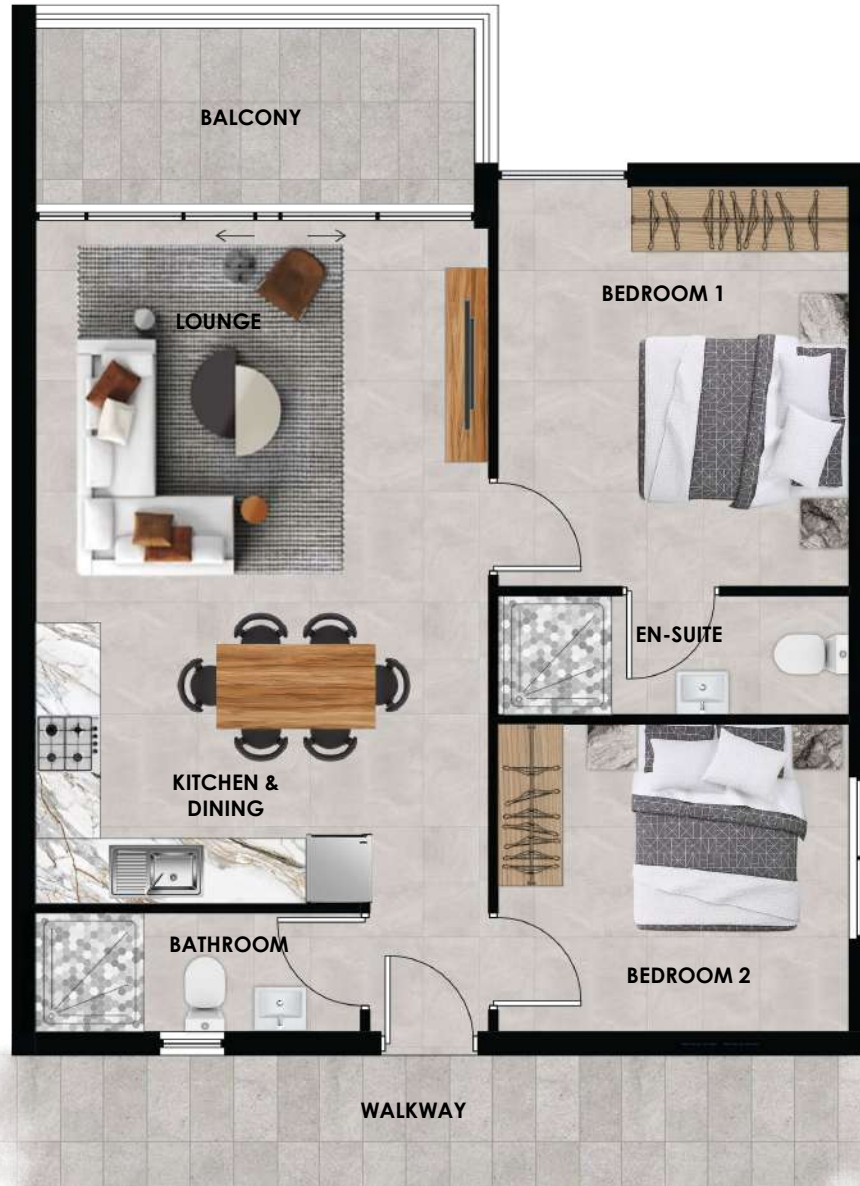 BALCONY
BEDROOM 1
LOUNGE
EN-SUITE
KITCHEN &
DINING
BATHROOM
BEDROOM 2
WALKWAY